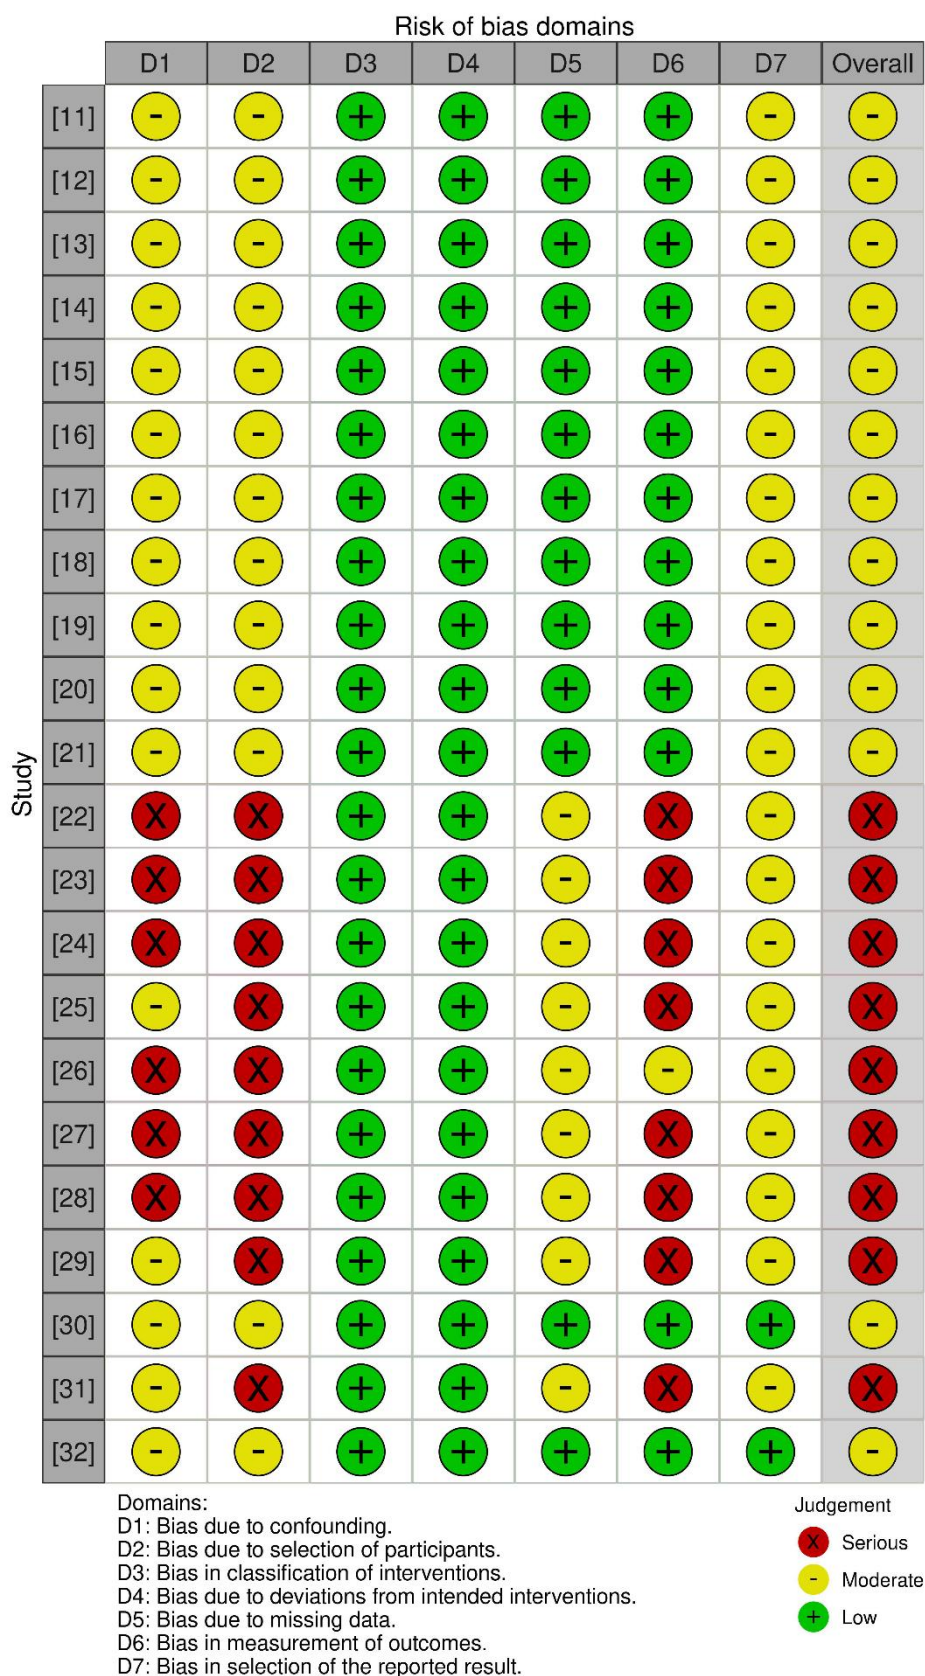 Risk of bias domains
D1 D2 D3 D4 D5 D6 D7 Overall
[11] - - + + + + - -
[12] - - + + + + - -
[13] - - + + + + - -
[14] - - + + + + - -
[15] - - + + + + - -
[16] - - + + + + - -
[17] - - + + + + - -
[18] - - + + + + - -
[19] - - + + + + - -
[20] - - + + + + - -
[21] - - + + + + - -
Study
[22] X X + + - X - X
[23] X X + + - X - X
[24] X X + + - X - X
[25] - X + + - X - X
[26] X X + + - - - X
[27] X X + + - X - X
[28] X X + + - X - X
[29] - X + + - X - X
[30] - - + + + + + -
[31] - X + + - X - X
[32] - - + + + + + -
Domains:
D1: Bias due to confounding.
D2: Bias due to selection of participants.
D3: Bias in classification of interventions.
D4: Bias due to deviations from intended interventions.
D5: Bias due to missing data.
D6: Bias in measurement of outcomes.
D7: Bias in selection of the reported result.
Judgement
X Serious
- Moderate
+ Low